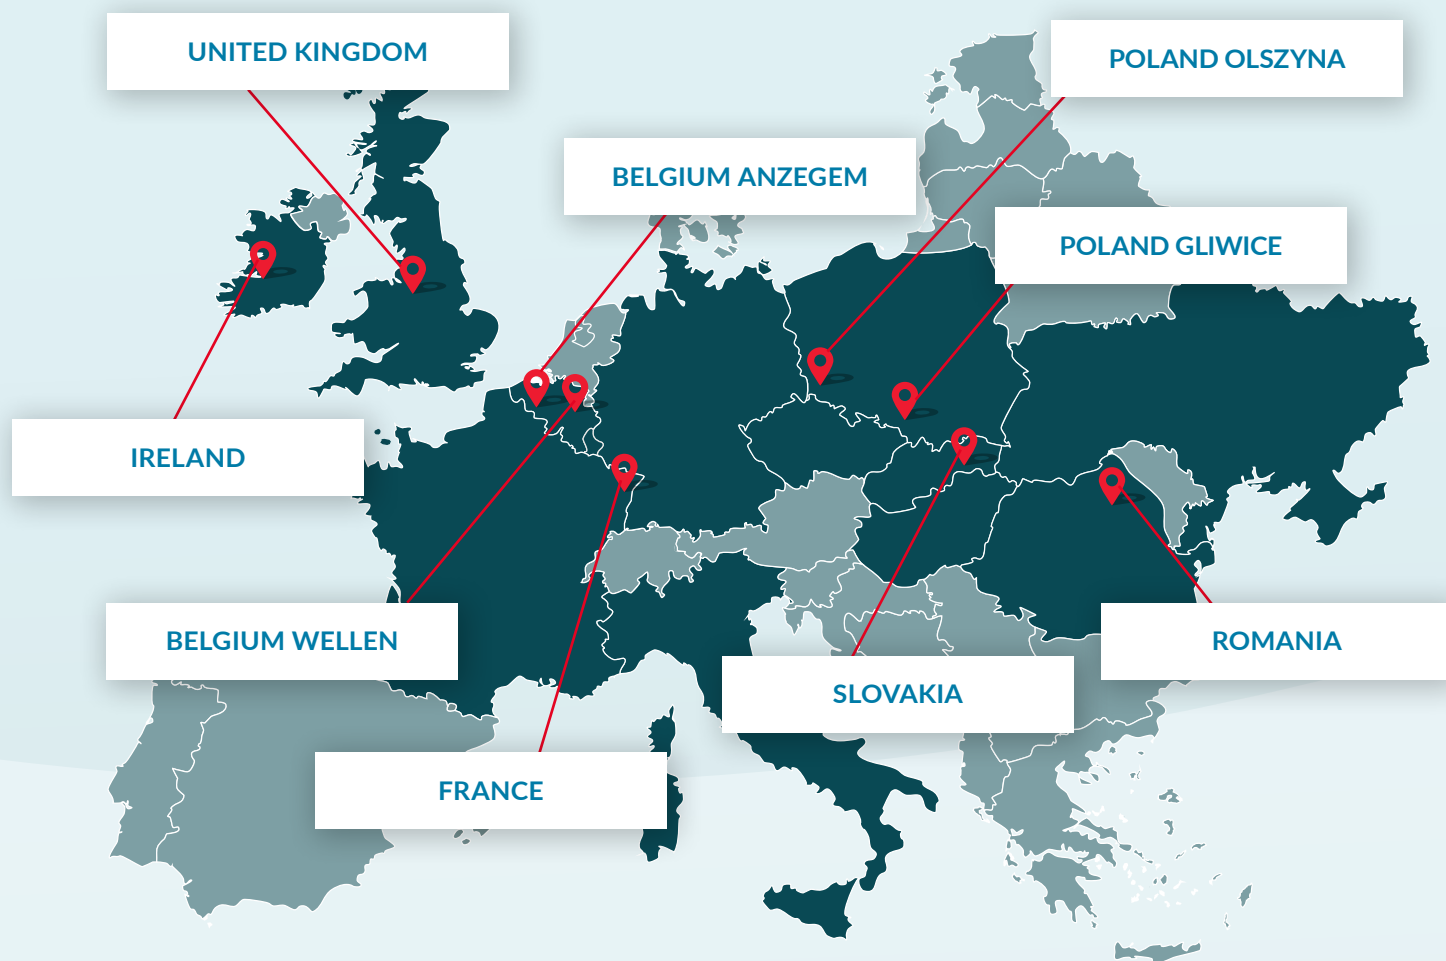 UNITED KINGDOM
POLAND OLSZYNA
BELGIUM ANZEGEM
POLAND GLIWICE
IRELAND
BELGIUM WELLEN
ROMANIA
SLOVAKIA
FRANCE